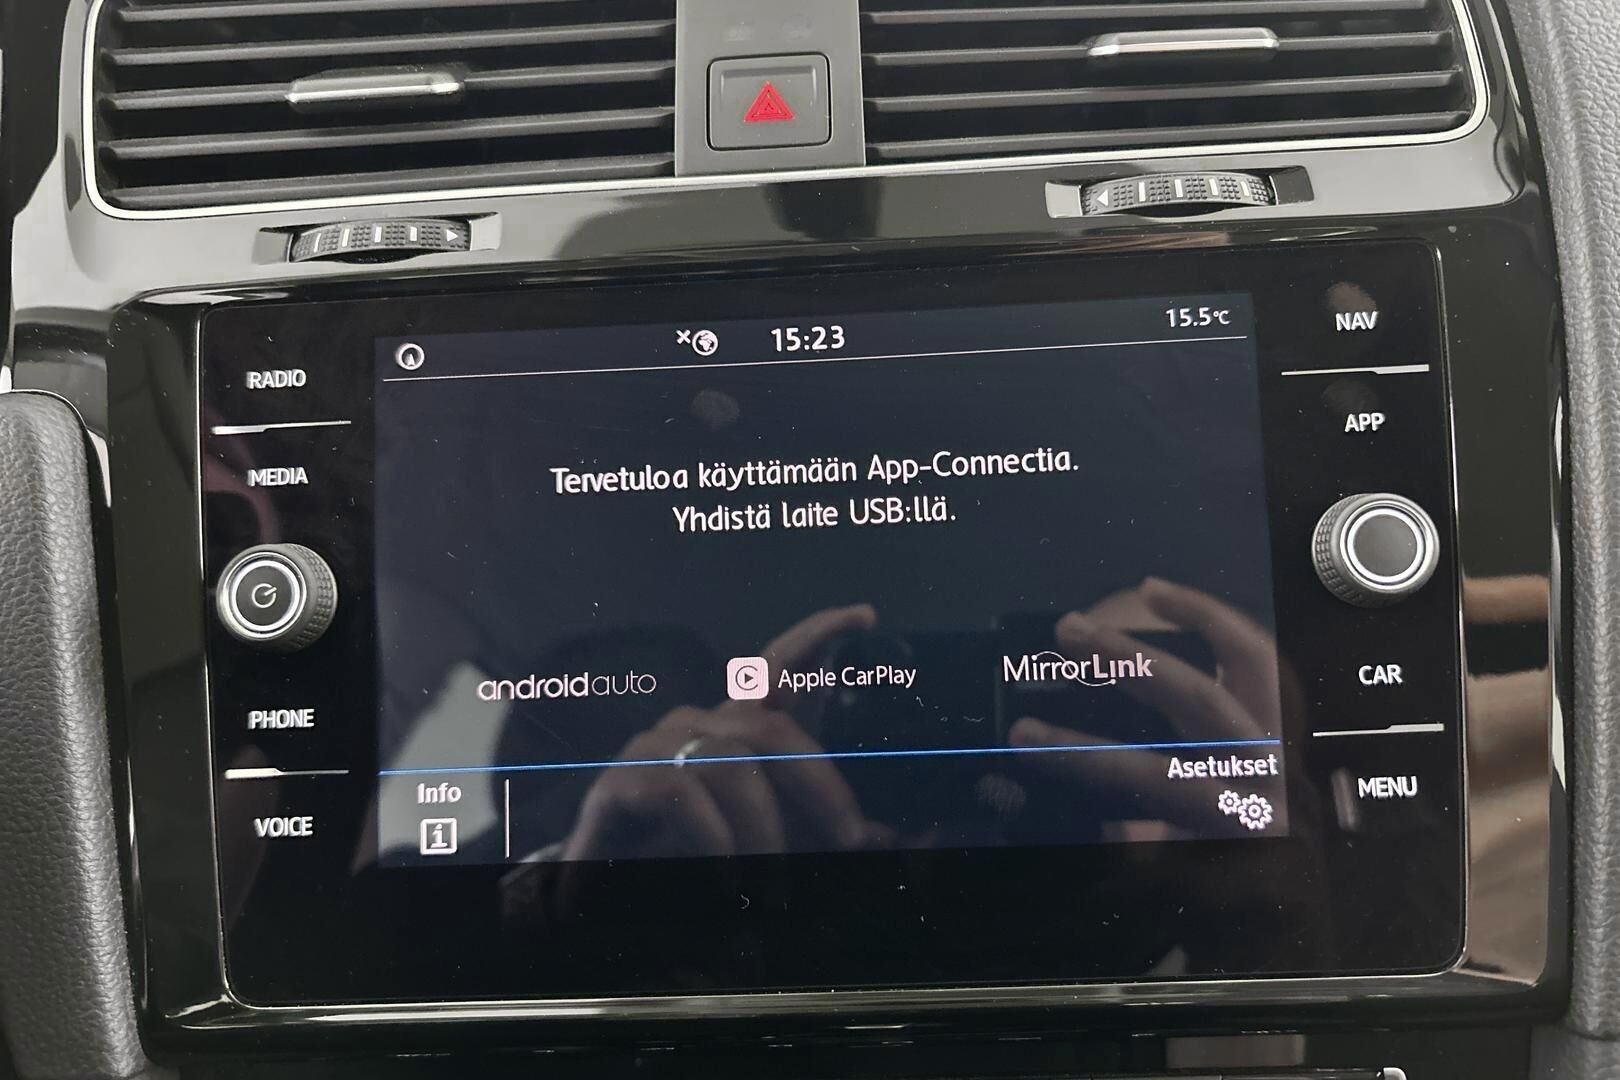 15:23
15.5°C
RADIO
MEDIA
PHONE
VOICE
Tervetuloa käyttämään App-Connectia.
Yhdistä laite USB:llä.
androidauto
Apple CarPlay
MirrorLink
Info
Asetukset
NAV
APP
CAR
MENU